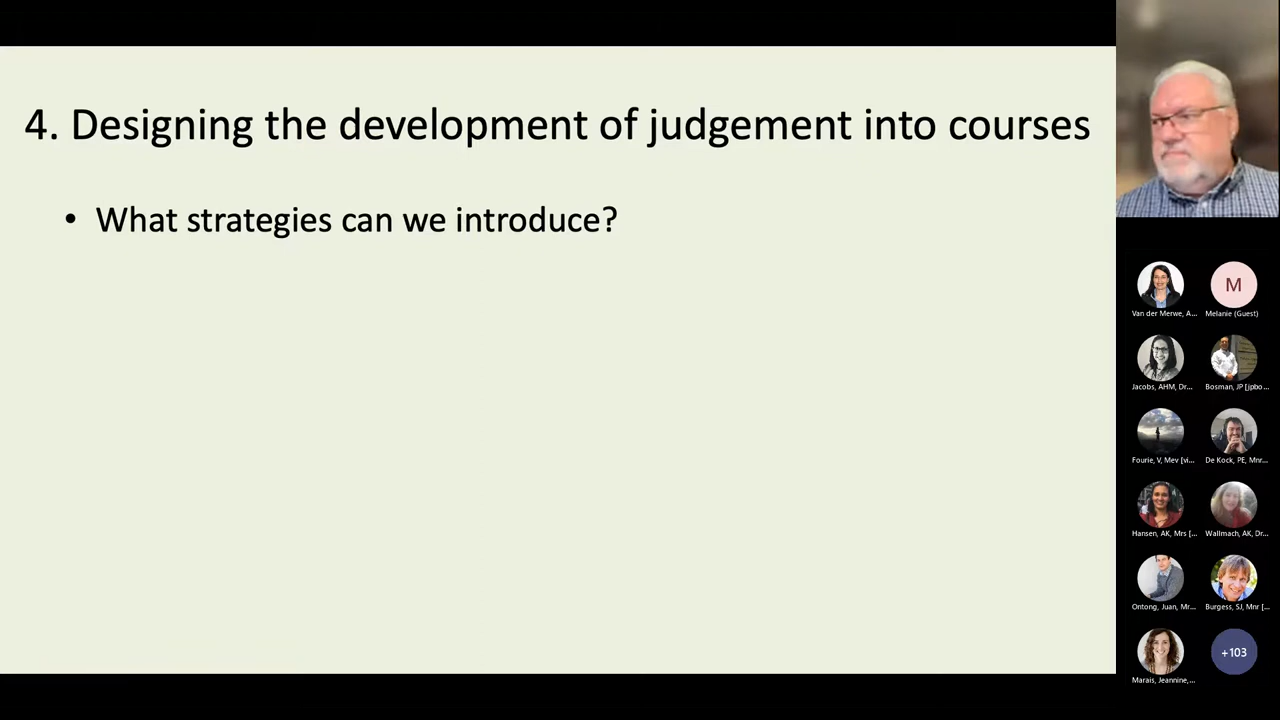 4. Designing the development of judgement into courses
• What strategies can we introduce?
Van der Merwe, A...
M
Melanie (Guest)
Jacobs, AHM, Dr...
Bosman, JP [jpbo...
Fourie, V, Mev [vi...
De Kock, PE, Mnr...
Hansen, AK, Mrs [...
Wallmach, AK, Dr...
Ontong, Juan, Mr...
Burgess, SJ, Mnr [...
Marais, Jeannine,...
+103